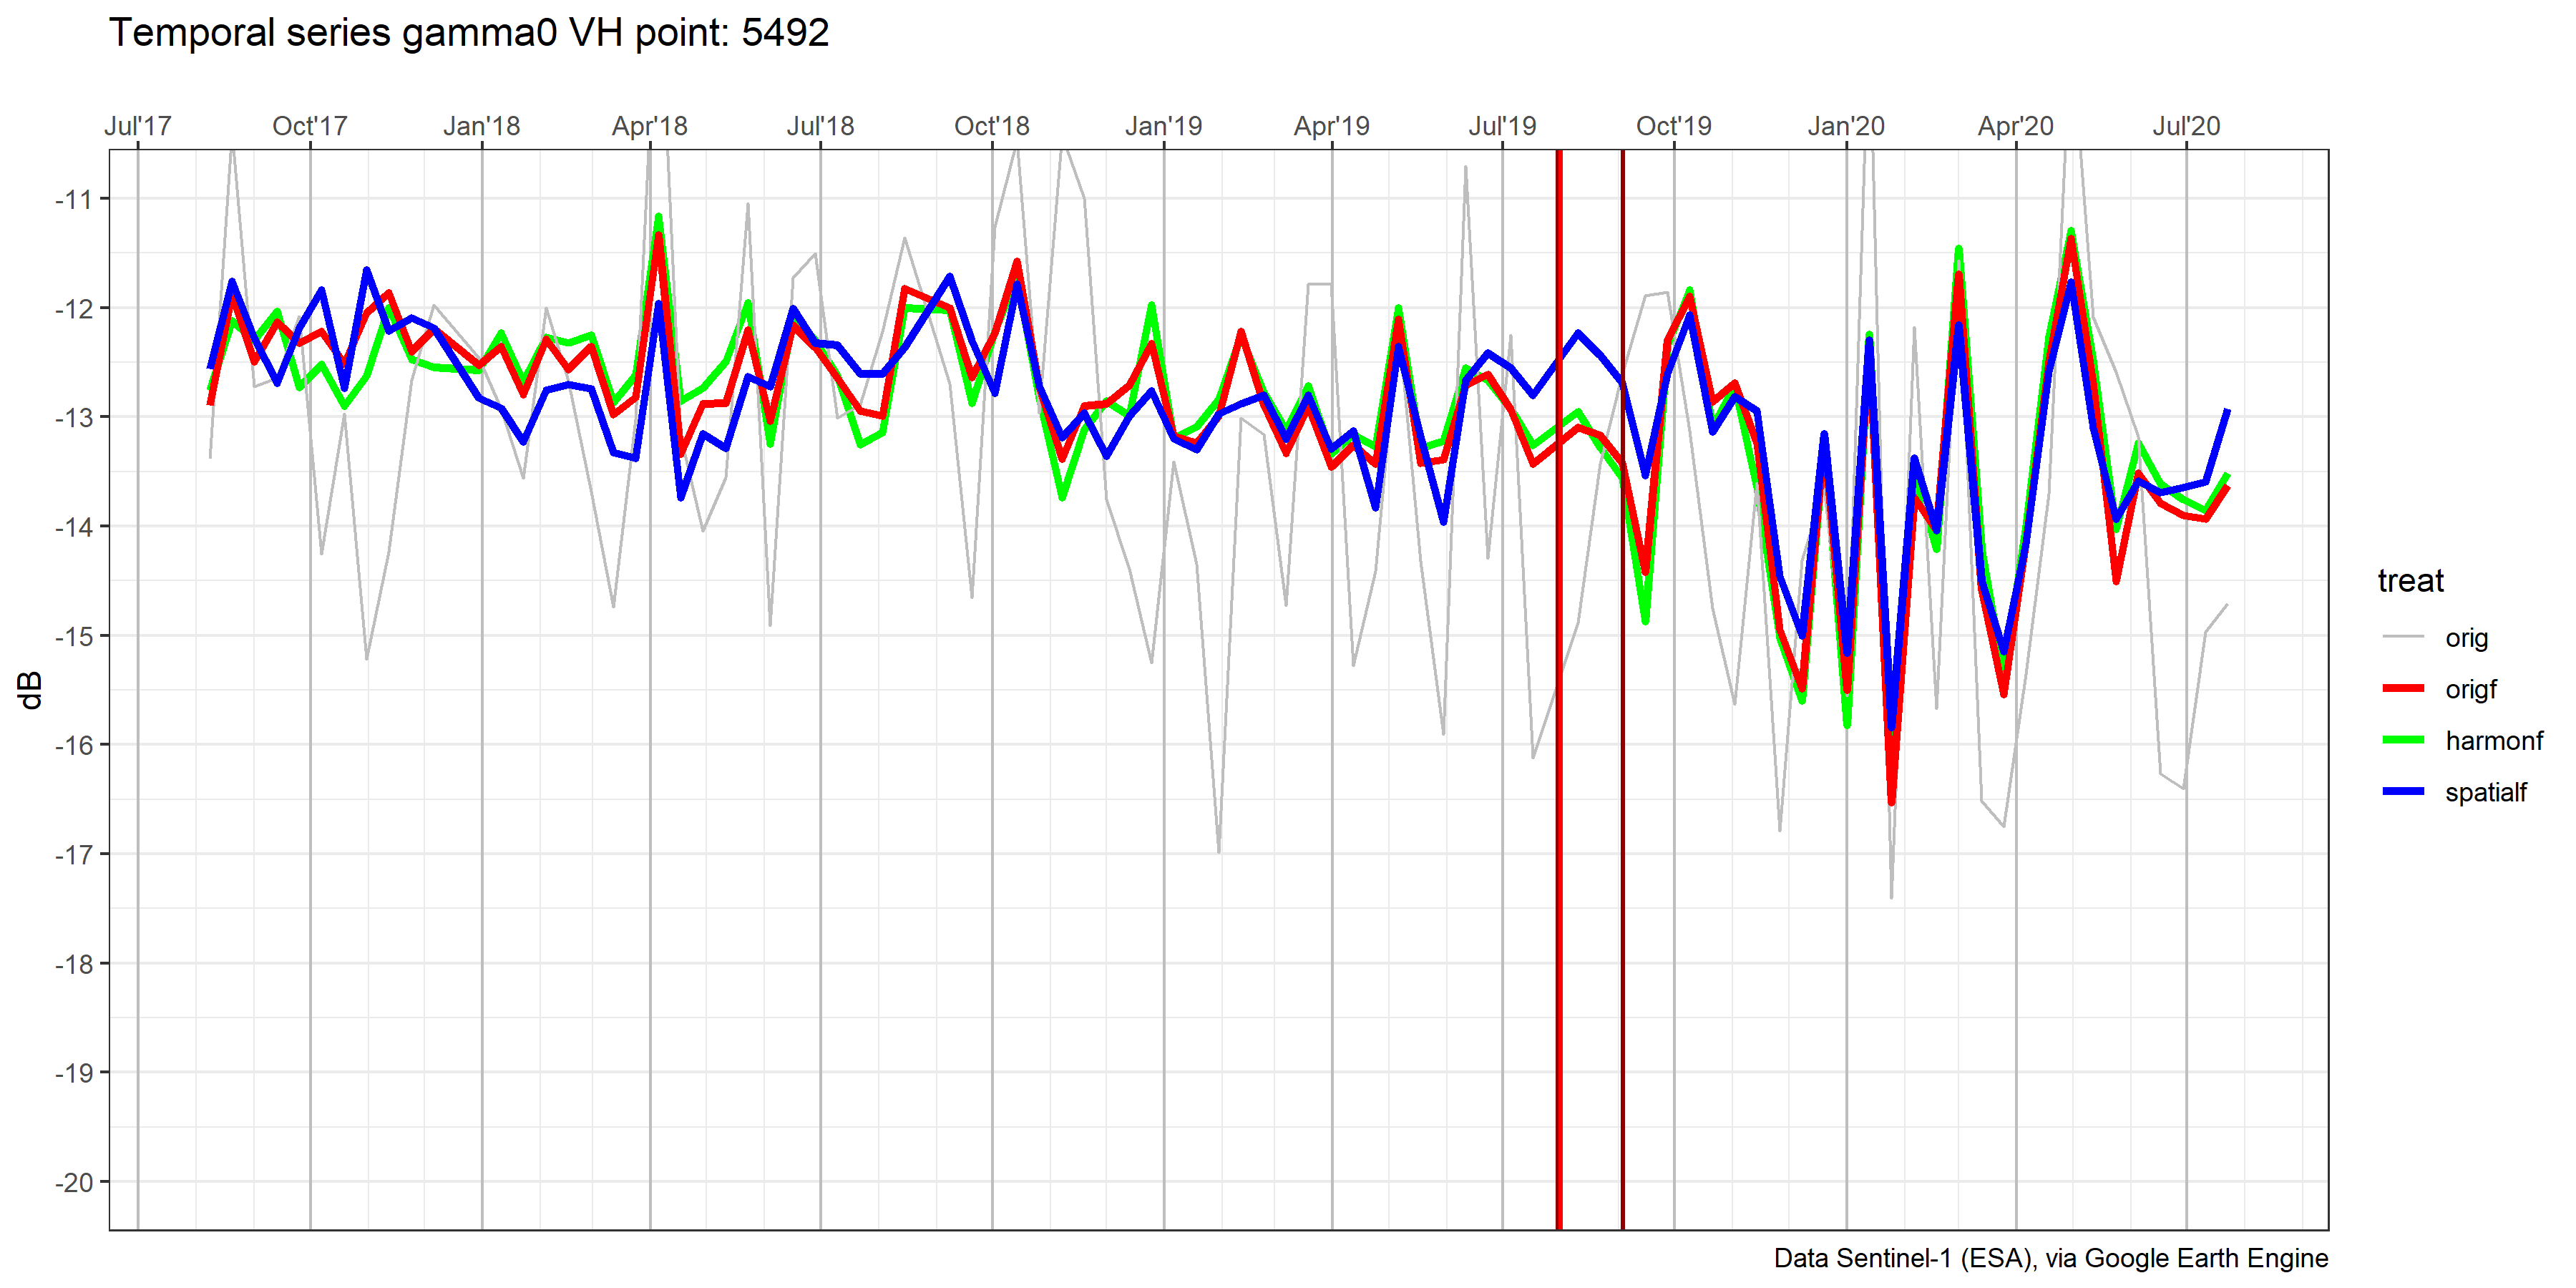 Temporal series gamma0 VH point: 5492
Jul'17 Oct'17 Jan'18 Apr'18 Jul'18 Oct'18 Jan'19 Apr'19 Jul'19 Oct'19 Jan'20 Apr'20 Jul'20
-11
-12
-13
-14
-15
-16
-17
-18
-19
-20
dB
treat
orig
origf
harmonf
spatialf
Data Sentinel-1 (ESA), via Google Earth Engine